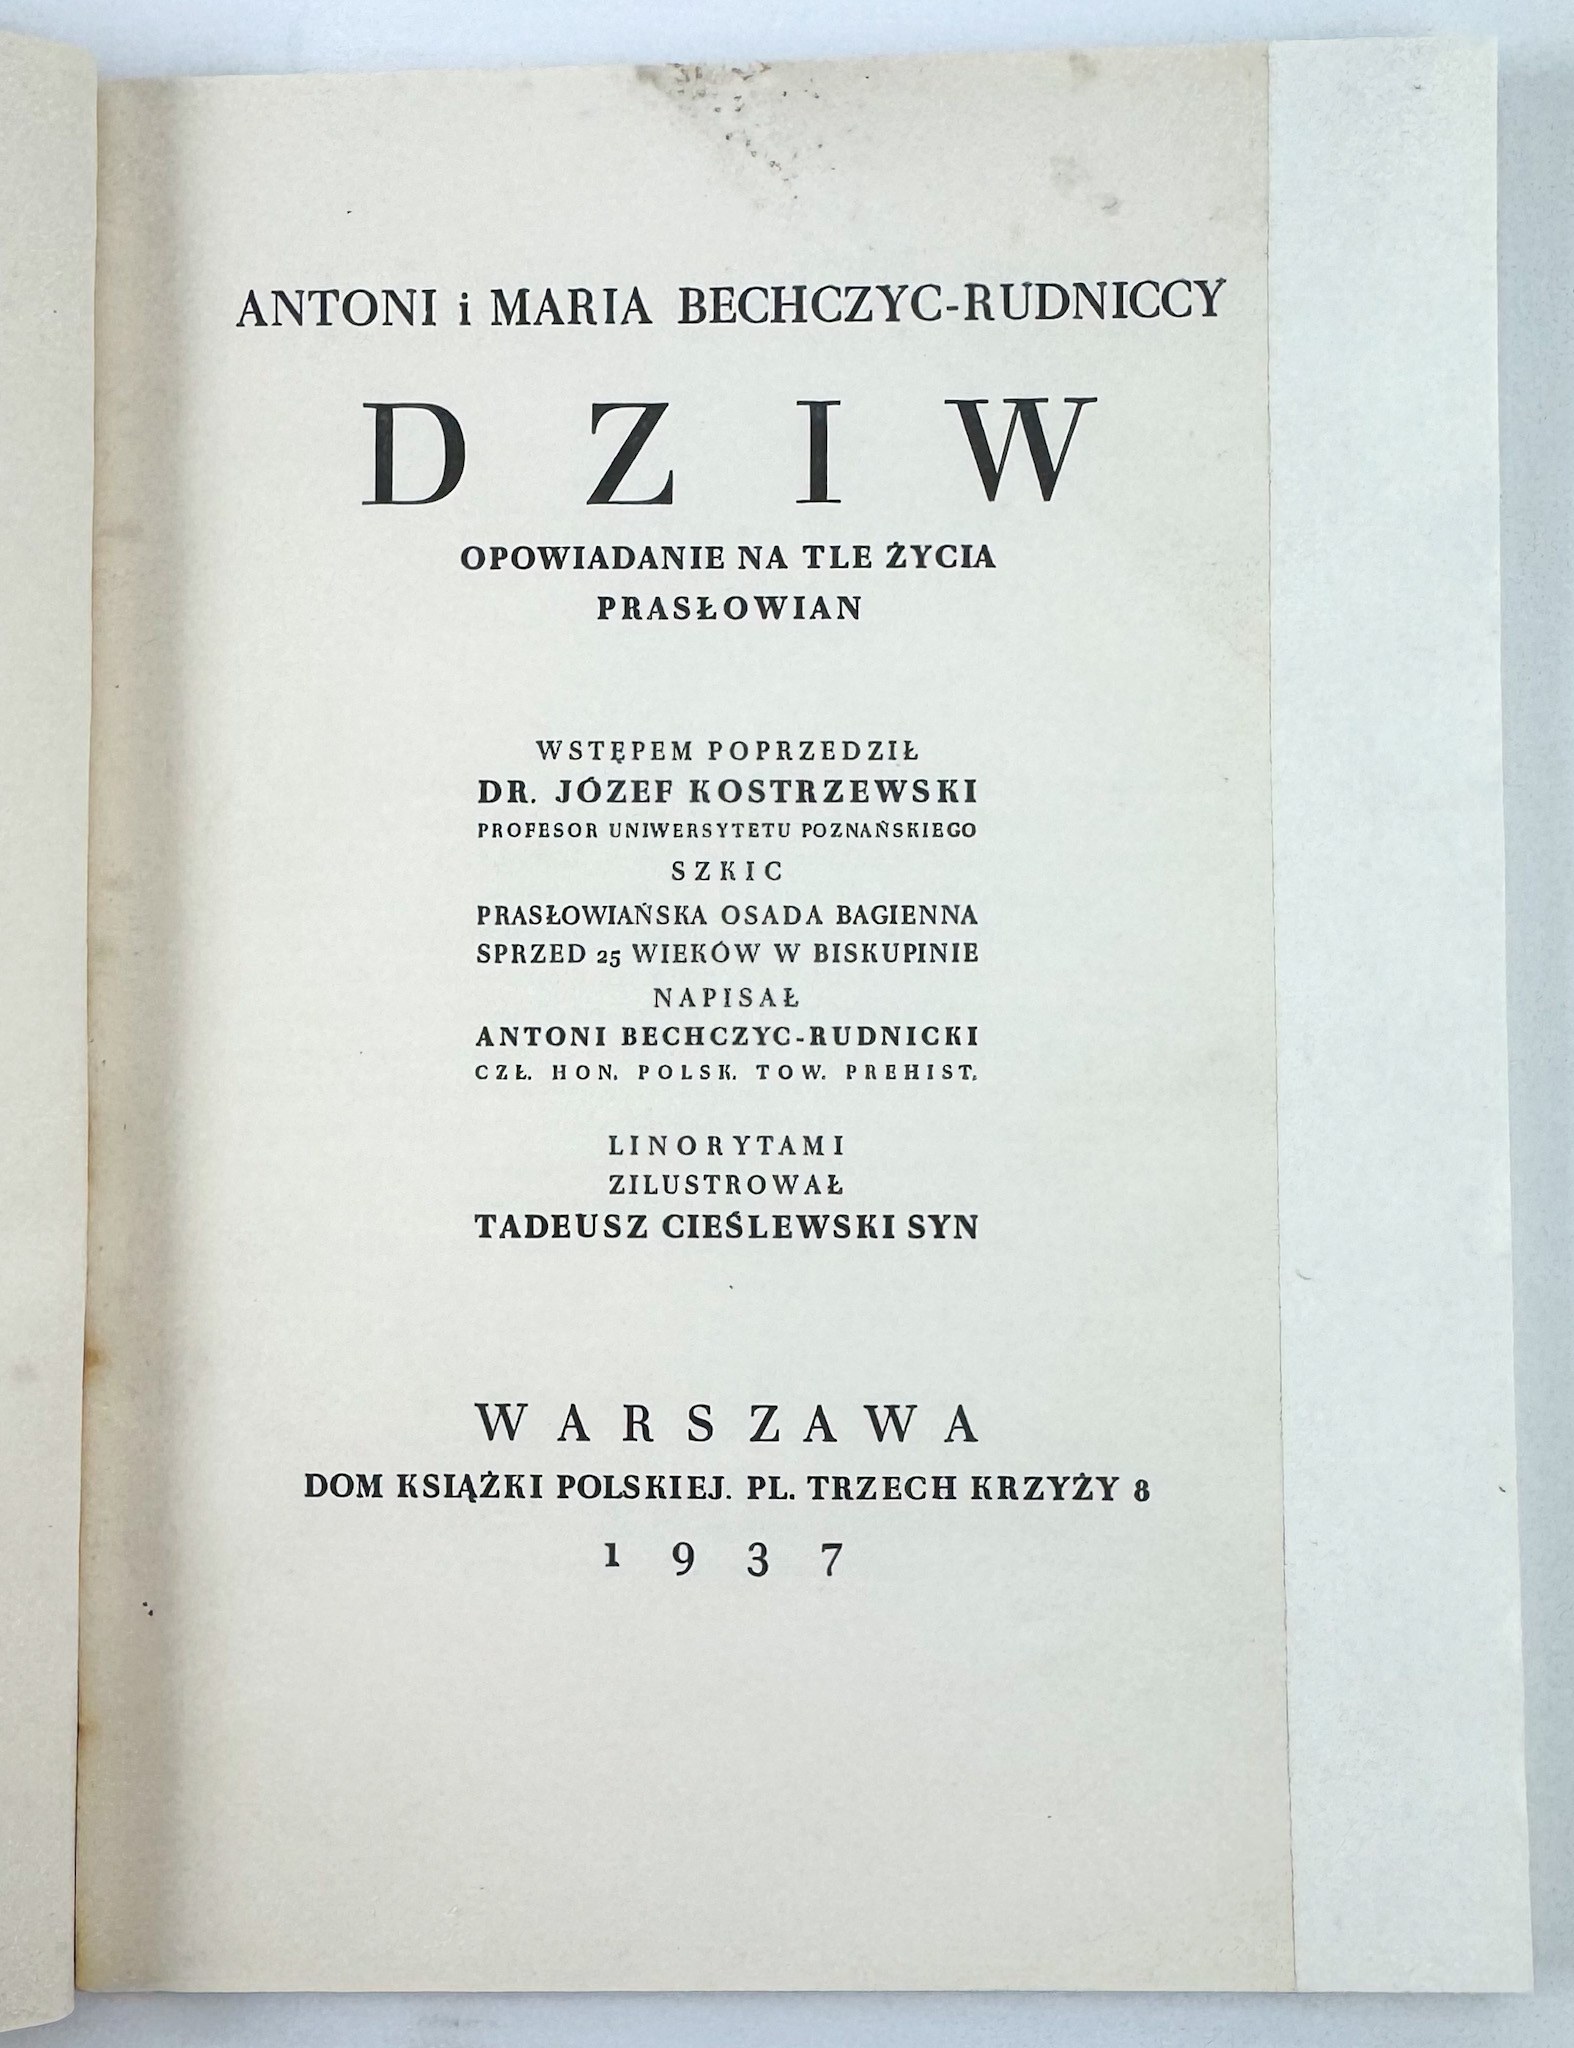 ANTONI i MARIA BECHCZYC-RUDNICCY
DZIW
OPOWIADANIE NA TLE ŻYCIA
PRASŁOWIAN
WSTĘPEM POPRZEDZIŁ
DR. JÓZEF KOSTRZEWSKI
PROFESOR UNIWERSYTETU POZNAŃSKIEGO
SZKIC
PRASŁOWIAŃSKA OSADA BAGIENNA
SPRZED 25 WIEKÓW W BISKUPINIE
NAPISAŁ
ANTONI BECHCZYC-RUDNICKI
CZŁ. HON. POLSK. TOW. PREHIST.
LINORYTAMI
ZILUSTROWAŁ
TADEUSZ CIEŚLEWSKI SYN
WARSZAWA
DOM KSIĄŻKI POLSKIEJ. PL. TRZECH KRZYŻY 8
1937